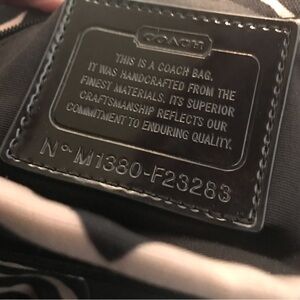 COACH
THIS IS A COACH BAG.
IT WAS HANDCRAFTED FROM THE
FINEST MATERIALS. ITS SUPERIOR
CRAFTSMANSHIP REFLECTS OUR
COMMITMENT TO ENDURING QUALITY.
Nº M1380-F23283